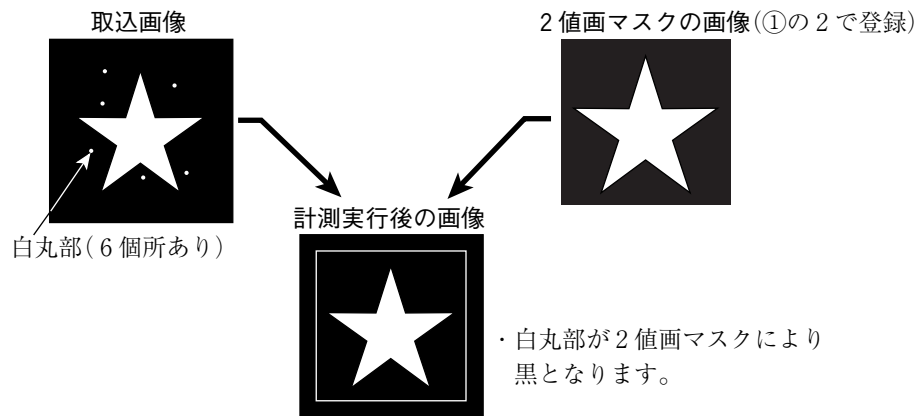 取込画像
2値画マスクの画像(①の2で登録)
白丸部(6個所あり)
計測実行後の画像
・白丸部が2値画マスクにより
黒となります。